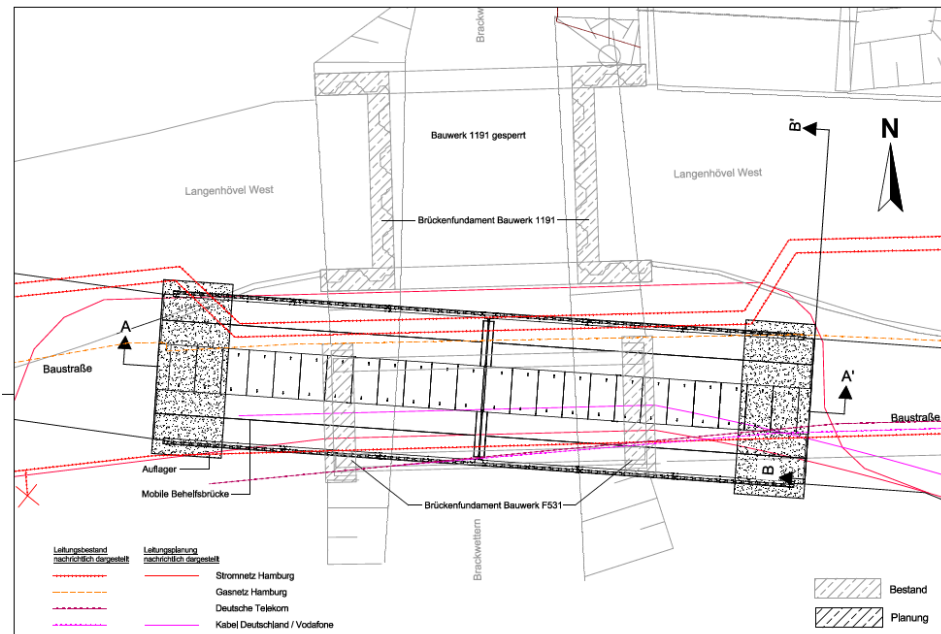 Brackwettern
Bauwerk 1191 gesperrt
B'
N
Langenhövel West
Langenhövel West
Brückenfundament Bauwerk 1191
A
Baustraße
A'
Baustraße
B
Auflager
Mobile Behelfsbrücke
Brückenfundament Bauwerk F531
Brackwettern
Leitungsbestand
nachrichtlich dargestellt
Leitungsplanung
nachrichtlich dargestellt
Stromnetz Hamburg
Gasnetz Hamburg
Deutsche Telekom
Kabel Deutschland / Vodafone
Bestand
Planung